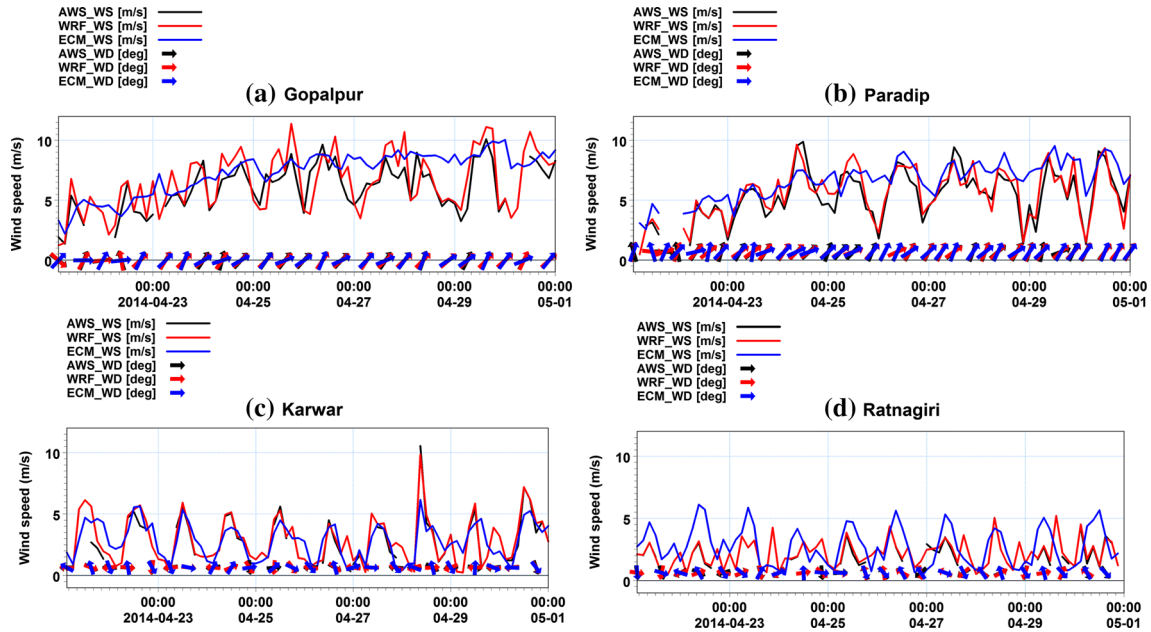 AWS_WS [m/s]
WRF_WS [m/s]
ECM_WS [m/s]
AWS_WD [deg]
WRF_WD [deg]
ECM_WD [deg]
(a) Gopalpur
Wind speed (m/s)
10
5
0
00:00 00:00 00:00 00:00 00:00
2014-04-23 04-25 04-27 04-29 05-01
AWS_WS [m/s]
WRF_WS [m/s]
ECM_WS [m/s]
AWS_WD [deg]
WRF_WD [deg]
ECM_WD [deg]
(b) Paradip
Wind speed (m/s)
10
5
0
00:00 00:00 00:00 00:00 00:00
2014-04-23 04-25 04-27 04-29 05-01
AWS_WS [m/s]
WRF_WS [m/s]
ECM_WS [m/s]
AWS_WD [deg]
WRF_WD [deg]
ECM_WD [deg]
(c) Karwar
Wind speed (m/s)
10
5
0
00:00 00:00 00:00 00:00 00:00
2014-04-23 04-25 04-27 04-29 05-01
AWS_WS [m/s]
WRF_WS [m/s]
ECM_WS [m/s]
AWS_WD [deg]
WRF_WD [deg]
ECM_WD [deg]
(d) Ratnagiri
Wind speed (m/s)
10
5
0
00:00 00:00 00:00 00:00 00:00
2014-04-23 04-25 04-27 04-29 05-01